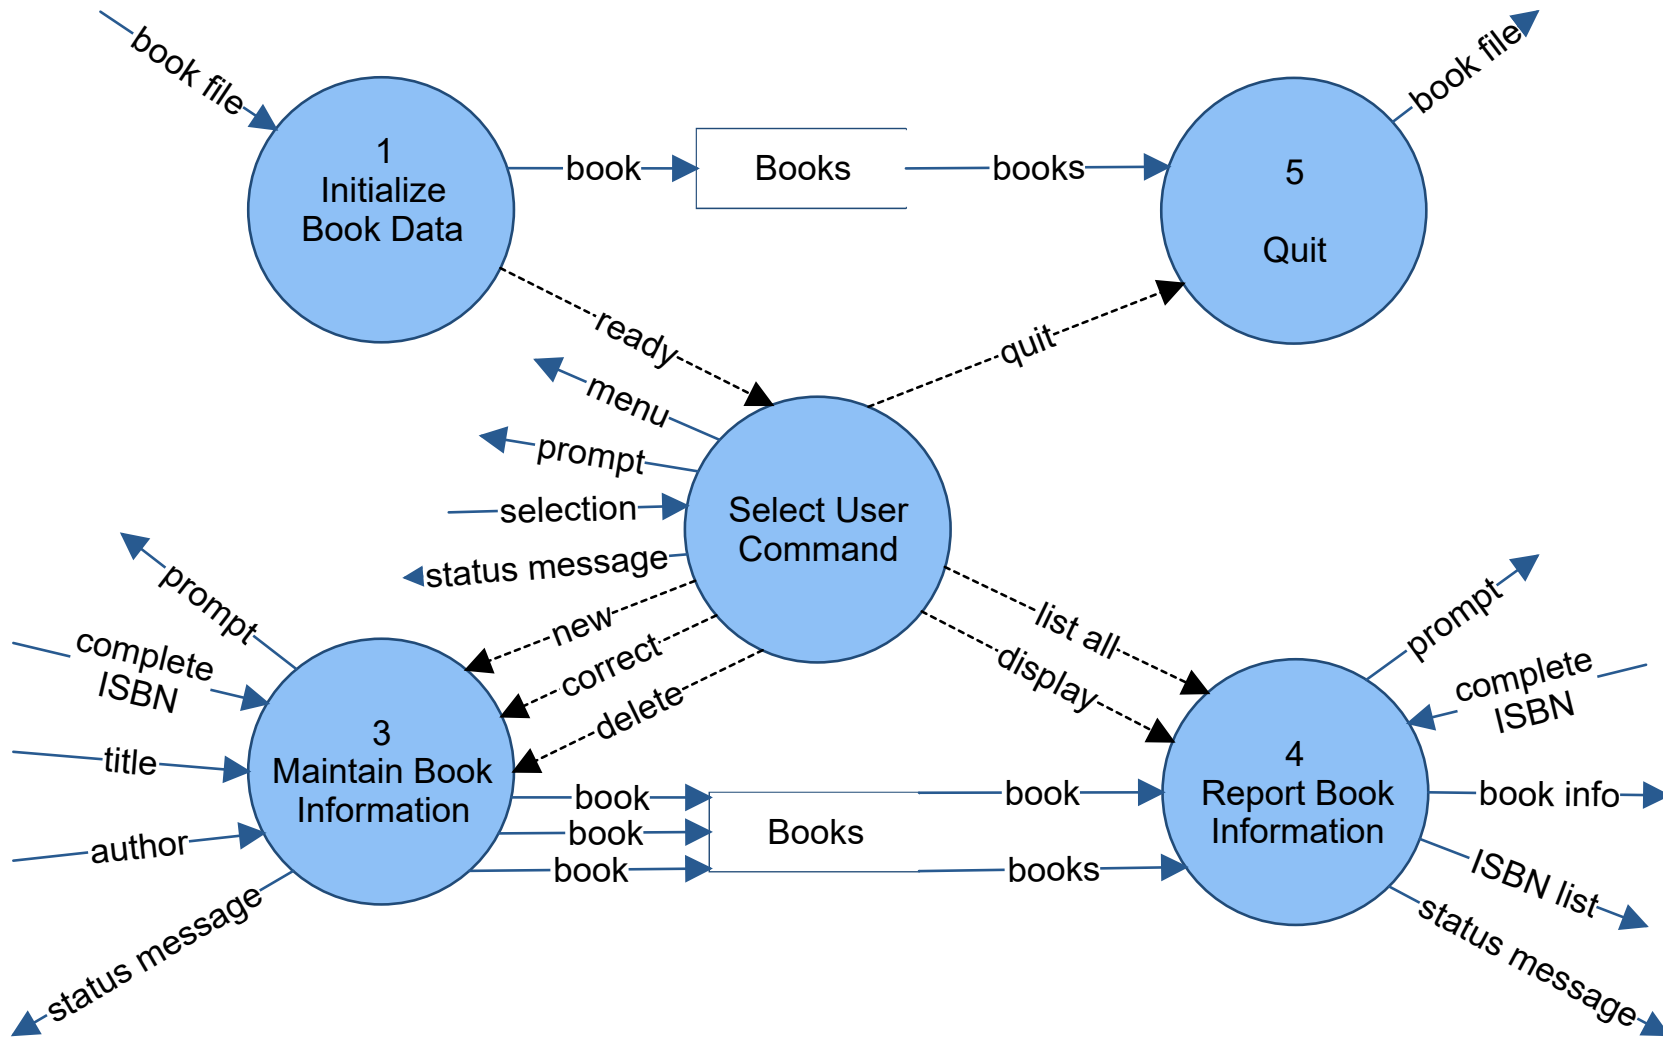 book file
book file
1
Initialize
Book Data
book
Books
books
5
Quit
ready
quit
menu
prompt
selection
status message
Select User
Command
new
correct
delete
list all
display
prompt
complete
ISBN
title
author
status message
3
Maintain Book
Information
book
book
book
Books
book
books
4
Report Book
Information
prompt
complete
ISBN
book info
ISBN list
status message